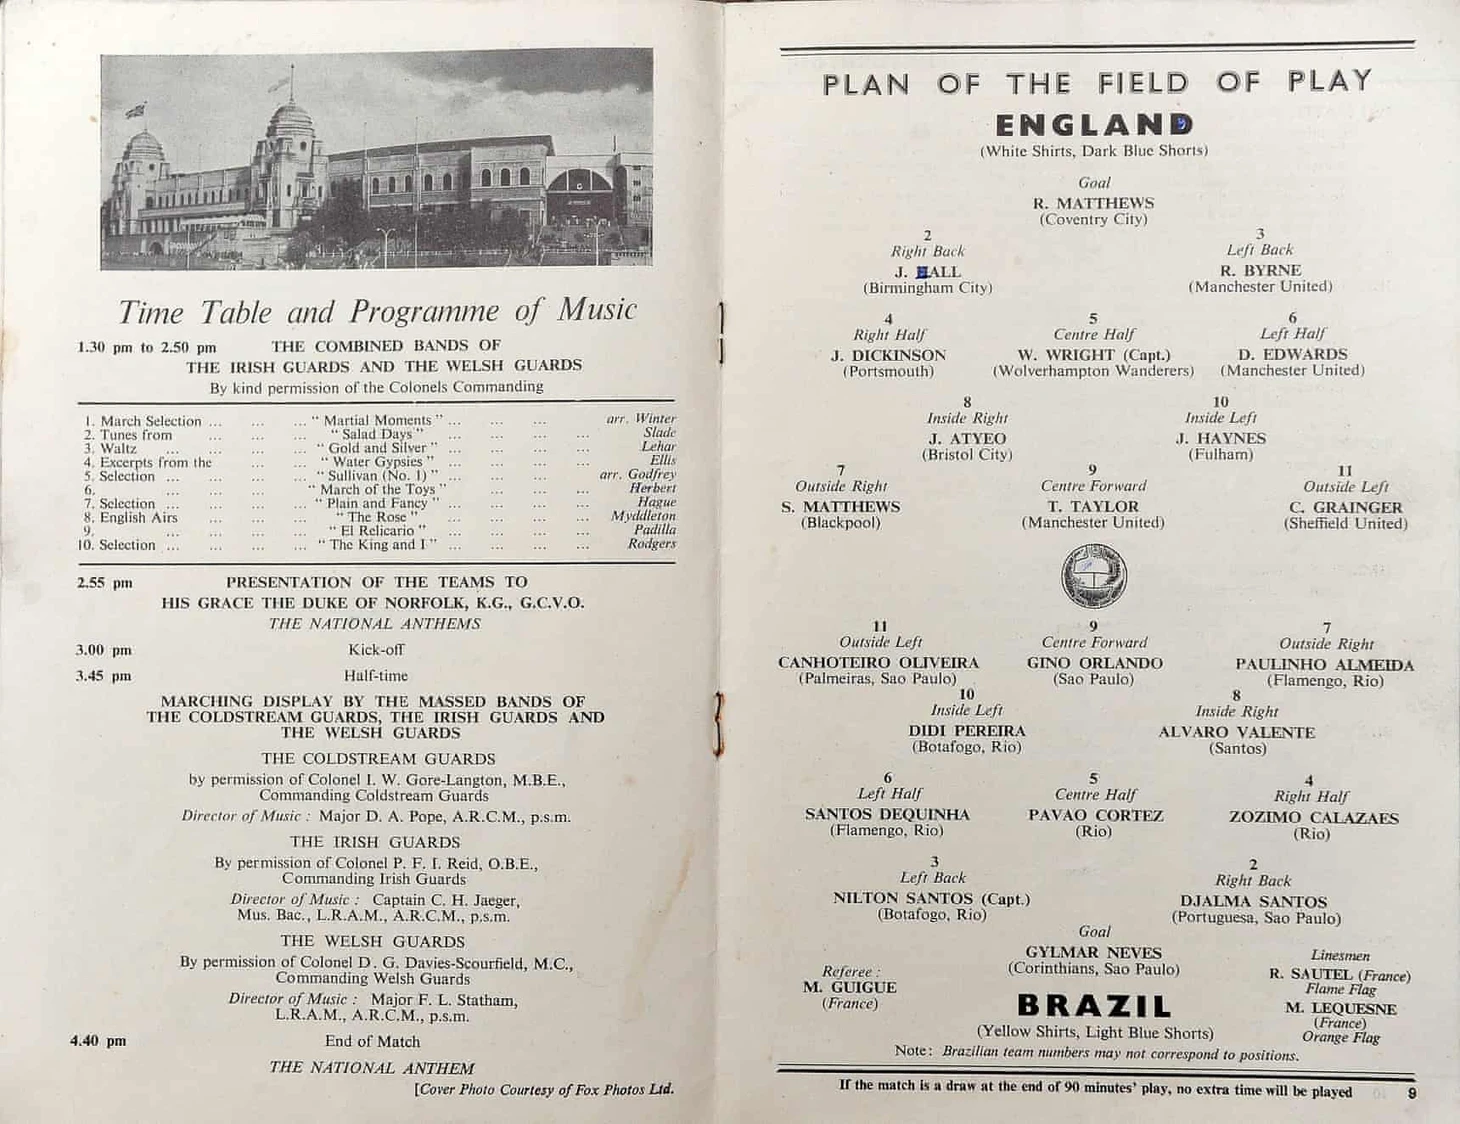 Time Table and Programme of Music
1.30 pm to 2.50 pm THE COMBINED BANDS OF
THE IRISH GUARDS AND THE WELSH GUARDS
By kind permission of the Colonels Commanding
1. March Selection ... ... ... " Martial Moments " ... ... ... arr. Winter
2. Tunes from ... ... ... " Salad Days " ... ... ... ... Slade
3. Waltz ... ... ... ... " Gold and Silver " ... ... ... ... Lehar
4. Excerpts from the ... ... " Water Gypsies " ... ... ... ... Ellis
5. Selection ... ... ... ... " Sullivan (No. 1) " ... ... ... arr. Godfrey
6. ... ... ... ... " March of the Toys " ... ... ... Herbert
7. Selection ... ... ... ... " Plain and Fancy " ... ... ... ... Hague
8. English Airs ... ... ... " The Rose " ... ... ... ... Myddleton
9. ... ... ... ... " El Relicario " ... ... ... ... Padilla
10. Selection ... ... ... ... " The King and I " ... ... ... ... Rodgers
2.55 pm PRESENTATION OF THE TEAMS TO
HIS GRACE THE DUKE OF NORFOLK, K.G., G.C.V.O.
THE NATIONAL ANTHEMS
3.00 pm Kick-off
3.45 pm Half-time
MARCHING DISPLAY BY THE MASSED BANDS OF
THE COLDSTREAM GUARDS, THE IRISH GUARDS AND
THE WELSH GUARDS
THE COLDSTREAM GUARDS
by permission of Colonel I. W. Gore-Langton, M.B.E.,
Commanding Coldstream Guards
Director of Music : Major D. A. Pope, A.R.C.M., p.s.m.
THE IRISH GUARDS
By permission of Colonel P. F. I. Reid, O.B.E.,
Commanding Irish Guards
Director of Music : Captain C. H. Jaeger,
Mus. Bac., L.R.A.M., A.R.C.M., p.s.m.
THE WELSH GUARDS
By permission of Colonel D. G. Davies-Scourfield, M.C.,
Commanding Welsh Guards
Director of Music : Major F. L. Statham,
L.R.A.M., A.R.C.M., p.s.m.
4.40 pm End of Match
THE NATIONAL ANTHEM
[Cover Photo Courtesy of Fox Photos Ltd.
PLAN OF THE FIELD OF PLAY
ENGLAND
(White Shirts, Dark Blue Shorts)
Goal
R. MATTHEWS
(Coventry City)
2 3
Right Back Left Back
J. HALL R. BYRNE
(Birmingham City) (Manchester United)
4 5 6
Right Half Centre Half Left Half
J. DICKINSON W. WRIGHT (Capt.) D. EDWARDS
(Portsmouth) (Wolverhampton Wanderers) (Manchester United)
8 10
Inside Right Inside Left
J. ATYEO J. HAYNES
(Bristol City) (Fulham)
7 9 11
Outside Right Centre Forward Outside Left
S. MATTHEWS T. TAYLOR C. GRAINGER
(Blackpool) (Manchester United) (Sheffield United)
11 9 7
Outside Left Centre Forward Outside Right
CANHOTEIRO OLIVEIRA GINO ORLANDO PAULINHO ALMEIDA
(Palmeiras, Sao Paulo) (Sao Paulo) (Flamengo, Rio)
10 8
Inside Left Inside Right
DIDI PEREIRA ALVARO VALENTE
(Botafogo, Rio) (Santos)
6 5 4
Left Half Centre Half Right Half
SANTOS DEQUINHA PAVAO CORTEZ ZOZIMO CALAZAES
(Flamengo, Rio) (Rio) (Rio)
3 2
Left Back Right Back
NILTON SANTOS (Capt.) DJALMA SANTOS
(Botafogo, Rio) (Portuguesa, Sao Paulo)
Goal
GYLMAR NEVES
(Corinthians, Sao Paulo)
Referee :
M. GUIGUE
(France)
Linesmen
R. SAUTEL (France)
Flame Flag
M. LEQUESNE
(France)
Orange Flag
BRAZIL
(Yellow Shirts, Light Blue Shorts)
Note: Brazilian team numbers may not correspond to positions.
If the match is a draw at the end of 90 minutes' play, no extra time will be played 9